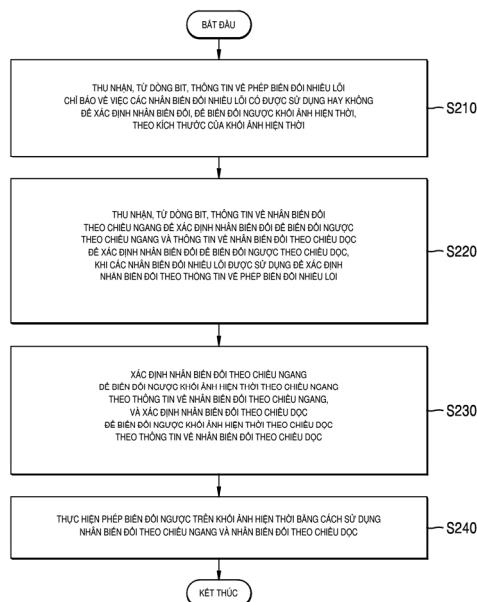 BẮT ĐẦU
THU NHẬN, TỪ DÒNG BIT, THÔNG TIN VỀ PHÉP BIẾN ĐỔI NHIỀU LÕI
CHỈ BÁO VỀ VIỆC CÁC NHÂN BIẾN ĐỔI NHIỀU LÕI CÓ ĐƯỢC SỬ DỤNG HAY KHÔNG
ĐỂ XÁC ĐỊNH NHÂN BIẾN ĐỔI, ĐỂ BIẾN ĐỔI NGƯỢC KHỐI ẢNH HIỆN THỜI,
THEO KÍCH THƯỚC CỦA KHỐI ẢNH HIỆN THỜI
S210
THU NHẬN, TỪ DÒNG BIT, THÔNG TIN VỀ NHÂN BIẾN ĐỔI
THEO CHIỀU NGANG ĐỂ XÁC ĐỊNH NHÂN BIẾN ĐỔI ĐỂ BIẾN ĐỔI NGƯỢC
THEO CHIỀU NGANG VÀ THÔNG TIN VỀ NHÂN BIẾN ĐỔI THEO CHIỀU DỌC
ĐỂ XÁC ĐỊNH NHÂN BIẾN ĐỔI ĐỂ BIẾN ĐỔI NGƯỢC THEO CHIỀU DỌC,
KHI CÁC NHÂN BIẾN ĐỔI NHIỀU LÕI ĐƯỢC SỬ DỤNG ĐỂ XÁC ĐỊNH
NHÂN BIẾN ĐỔI THEO THÔNG TIN VỀ PHÉP BIẾN ĐỔI NHIỀU LÕI
S220
XÁC ĐỊNH NHÂN BIẾN ĐỔI THEO CHIỀU NGANG
ĐỂ BIẾN ĐỔI NGƯỢC KHỐI ẢNH HIỆN THỜI THEO CHIỀU NGANG
THEO THÔNG TIN VỀ NHÂN BIẾN ĐỔI THEO CHIỀU NGANG,
VÀ XÁC ĐỊNH NHÂN BIẾN ĐỔI THEO CHIỀU DỌC
ĐỂ BIẾN ĐỔI NGƯỢC KHỐI ẢNH HIỆN THỜI THEO CHIỀU DỌC
THEO THÔNG TIN VỀ NHÂN BIẾN ĐỔI THEO CHIỀU DỌC
S230
THỰC HIỆN PHÉP BIẾN ĐỔI NGƯỢC TRÊN KHỐI ẢNH HIỆN THỜI BẰNG CÁCH SỬ DỤNG
NHÂN BIẾN ĐỔI THEO CHIỀU NGANG VÀ NHÂN BIẾN ĐỔI THEO CHIỀU DỌC
S240
KẾT THÚC